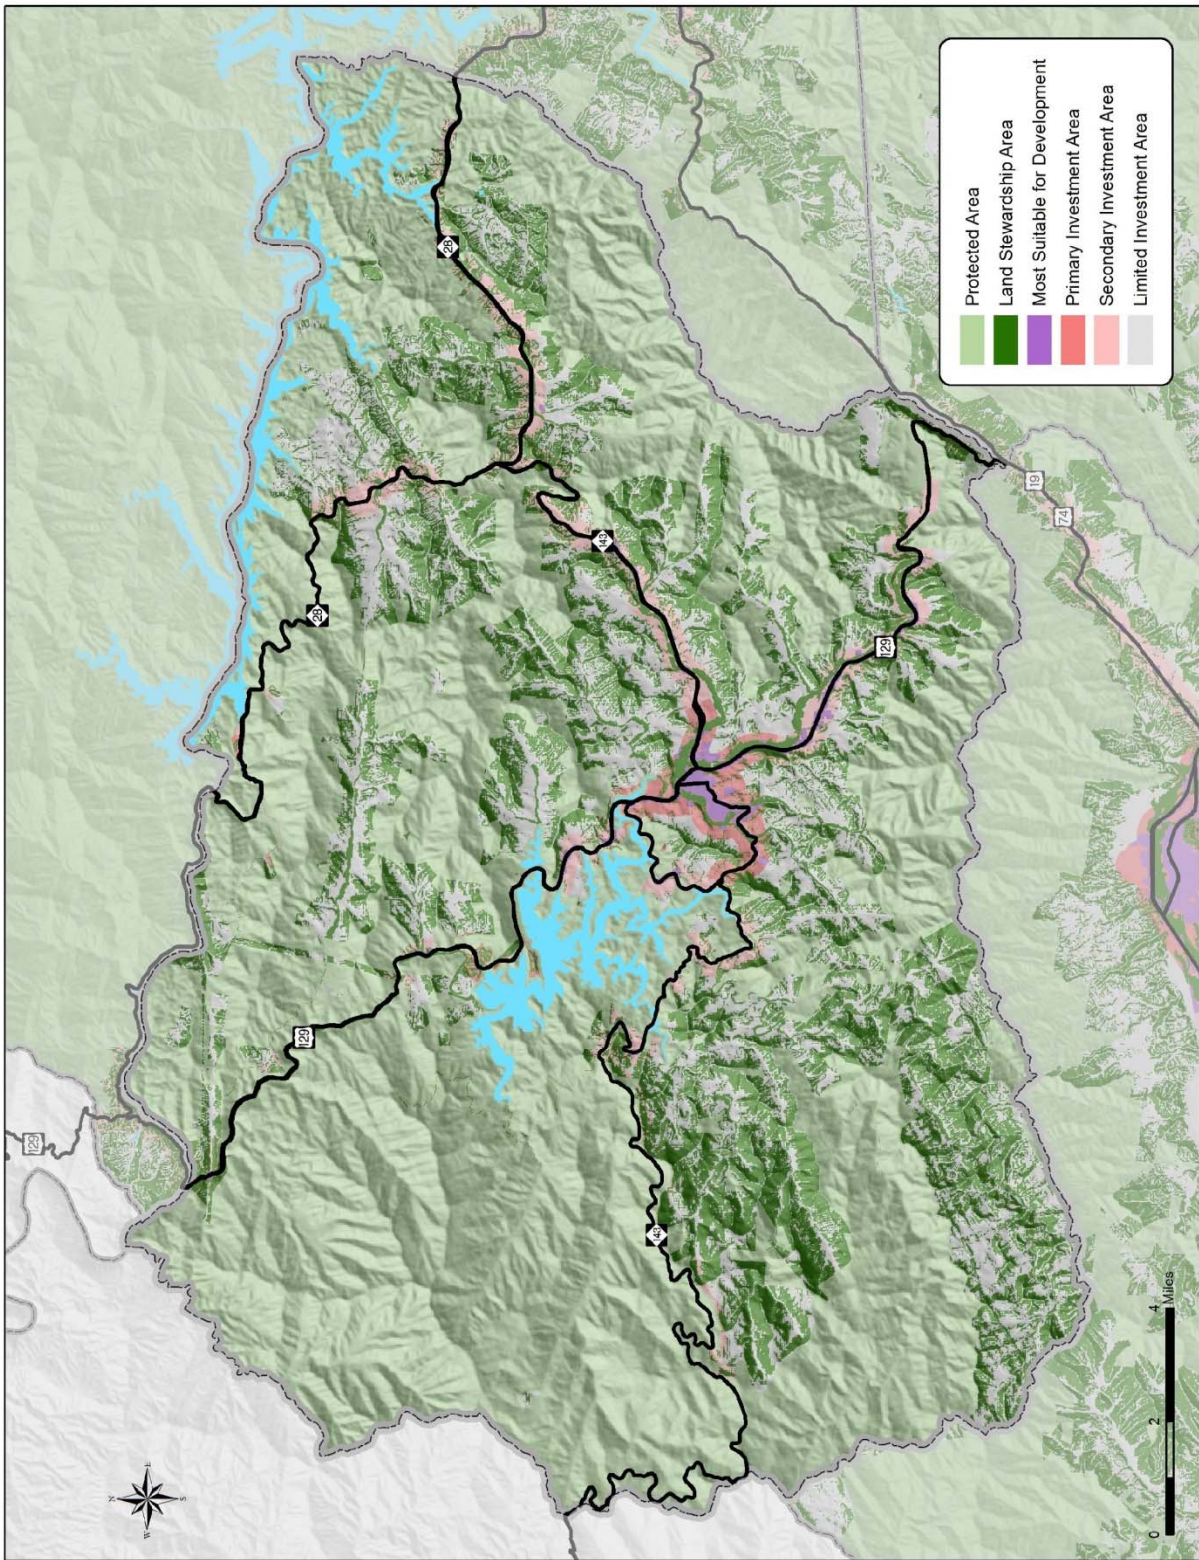 Protected Area
Land Stewardship Area
Most Suitable for Development
Primary Investment Area
Secondary Investment Area
Limited Investment Area
129
129
28
28
143
143
129
19
74
N
W
E
S
0
2
4
Miles